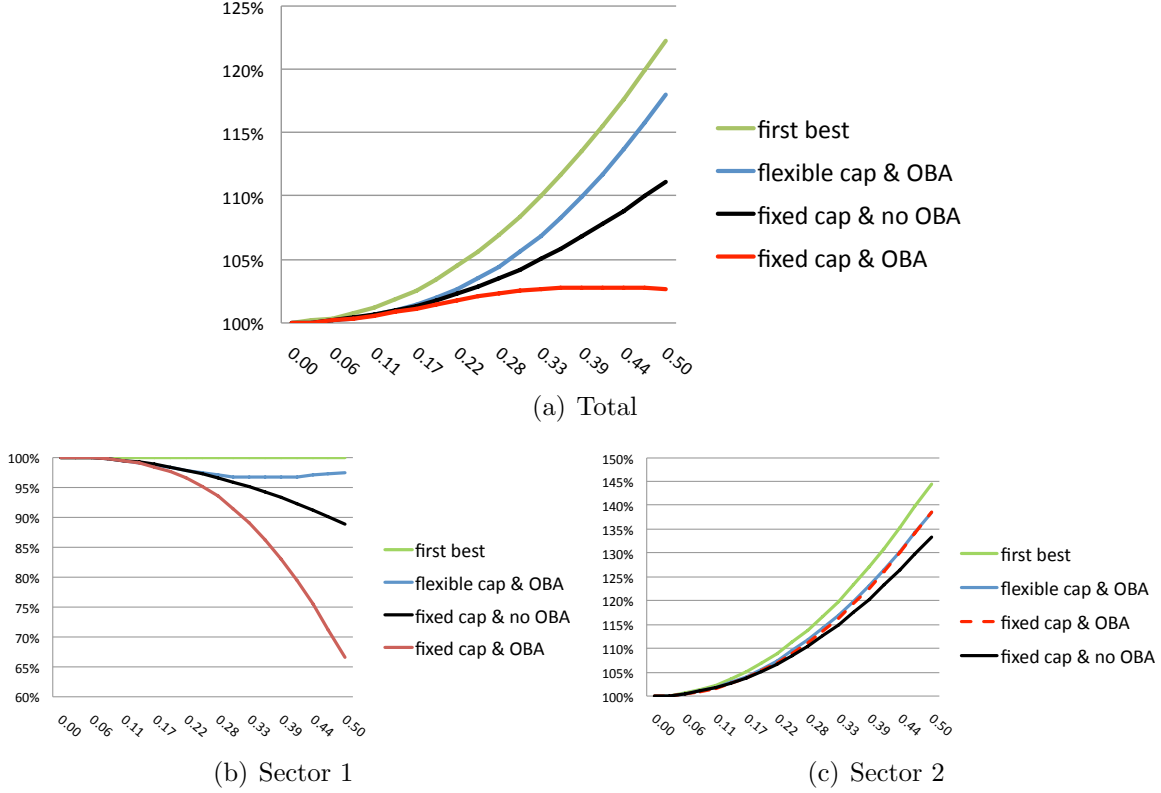 125%
120%
115%
110%
105%
100%
0.00 0.06 0.11 0.17 0.22 0.28 0.33 0.39 0.44 0.50
first best
flexible cap & OBA
fixed cap & no OBA
fixed cap & OBA
(a) Total
100%
95%
90%
85%
80%
75%
70%
65%
60%
0.00 0.06 0.11 0.17 0.22 0.28 0.33 0.39 0.44 0.50
first best
flexible cap & OBA
fixed cap & no OBA
fixed cap & OBA
(b) Sector 1
150%
145%
140%
135%
130%
125%
120%
115%
110%
105%
100%
0.00 0.06 0.11 0.17 0.22 0.28 0.33 0.39 0.44 0.50
first best
flexible cap & OBA
fixed cap & OBA
fixed cap & no OBA
(c) Sector 2